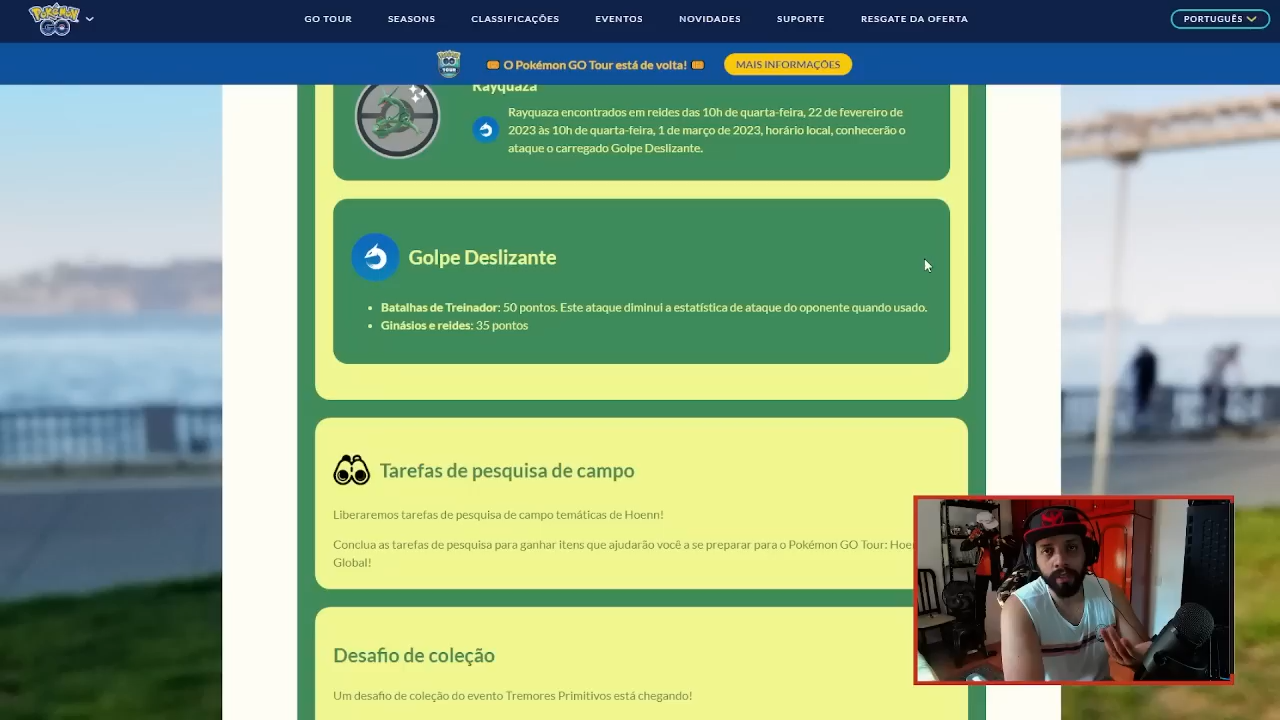 Pokémon GO
GO TOUR
SEASONS
CLASSIFICAÇÕES
EVENTOS
NOVIDADES
SUPORTE
RESGATE DA OFERTA
PORTUGUÊS
O Pokémon GO Tour está de volta!
MAIS INFORMAÇÕES
Rayquaza
Rayquaza encontrados em reides das 10h de quarta-feira, 22 de fevereiro de
2023 às 10h de quarta-feira, 1 de março de 2023, horário local, conhecerão o
ataque o carregado Golpe Deslizante.
Golpe Deslizante
• Batalhas de Treinador: 50 pontos. Este ataque diminui a estatística de ataque do oponente quando usado.
• Ginásios e reides: 35 pontos
Tarefas de pesquisa de campo
Liberaremos tarefas de pesquisa de campo temáticas de Hoenn!
Conclua as tarefas de pesquisa para ganhar itens que ajudarão você a se preparar para o Pokémon GO Tour:
Global!
Desafio de coleção
Um desafio de coleção do evento Tremores Primitivos está chegando!